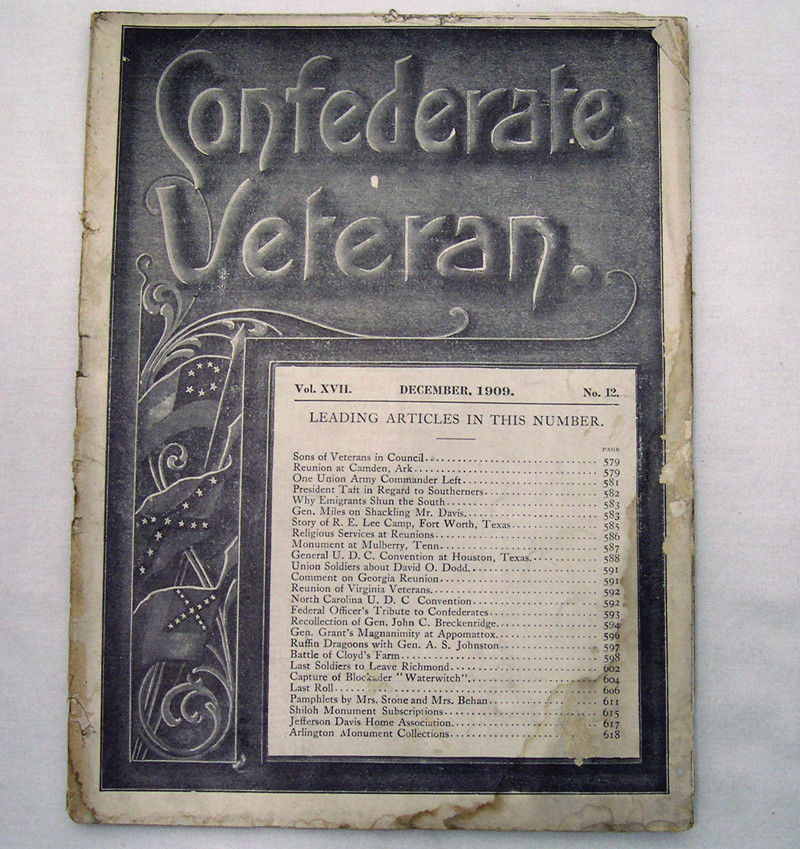 Confederate
Veteran.
Vol. XVII. DECEMBER, 1909. No. 12.
LEADING ARTICLES IN THIS NUMBER.
PAGE
Sons of Veterans in Council 579
Reunion at Camden, Ark 579
One Union Army Commander Left 581
President Taft in Regard to Southerners 582
Why Emigrants Shun the South 583
Gen. Miles on Shackling Mr. Davis 583
Story of R. E. Lee Camp, Fort Worth, Texas 585
Religious Services at Reunions 586
Monument at Mulberry, Tenn 587
General U. D. C. Convention at Houston, Texas. 588
Union Soldiers about David O. Dodd. 591
Comment on Georgia Reunion 591
Reunion of Virginia Veterans 592
North Carolina U. D. C Convention 592
Federal Officer's Tribute to Confederates 593
Recollection of Gen. John C. Breckenridge 594
Gen. Grant's Magnanimity at Appomattox 596
Ruffin Dragoons with Gen. A. S. Johnston 597
Battle of Cloyd's Farm 598
Last Soldiers to Leave Richmond 602
Capture of Blockader "Waterwitch" 604
Last Roll 606
Pamphlets by Mrs. Stone and Mrs. Behan 611
Shiloh Monument Subscriptions 615
Jefferson Davis Home Association 617
Arlington Monument Collections 618